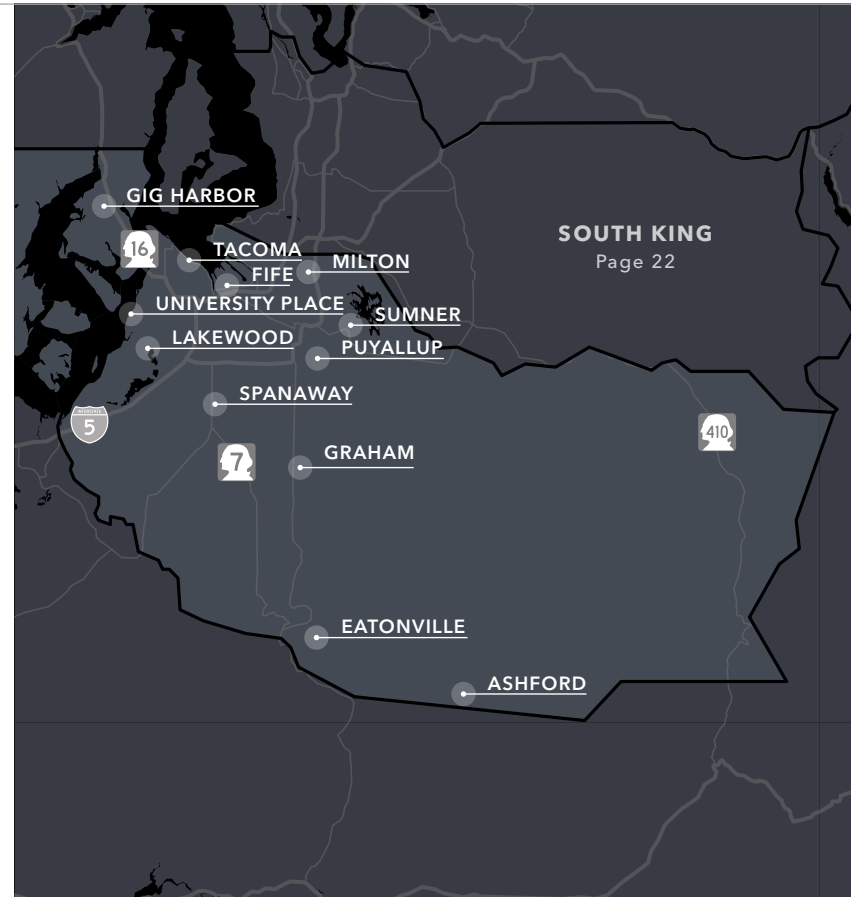 GIG HARBOR
16
TACOMA
MILTON
FIFE
SOUTH KING
Page 22
UNIVERSITY PLACE
SUMNER
LAKEWOOD
PUYALLUP
SPANAWAY
INTERSTATE
5
410
7
GRAHAM
EATONVILLE
ASHFORD